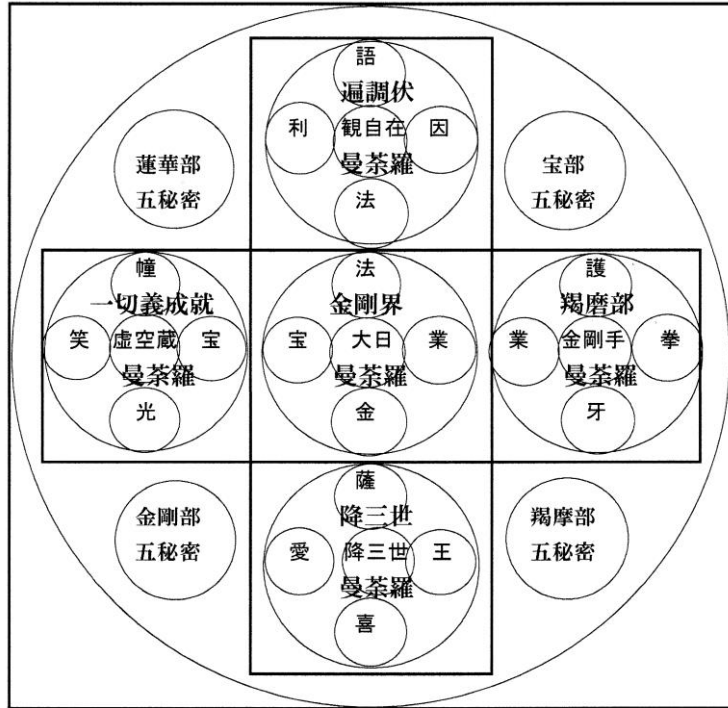 語
遍調伏
利 観自在 因
曼荼羅
法
蓮華部
五秘密
宝部
五秘密
幢
一切義成就
笑 虚空蔵 宝
曼荼羅
光
法
金剛界
宝 大日 業
曼荼羅
金
護
羯磨部
業 金剛手 拳
曼荼羅
牙
薩
降三世
愛 降三世 王
曼荼羅
喜
金剛部
五秘密
羯摩部
五秘密